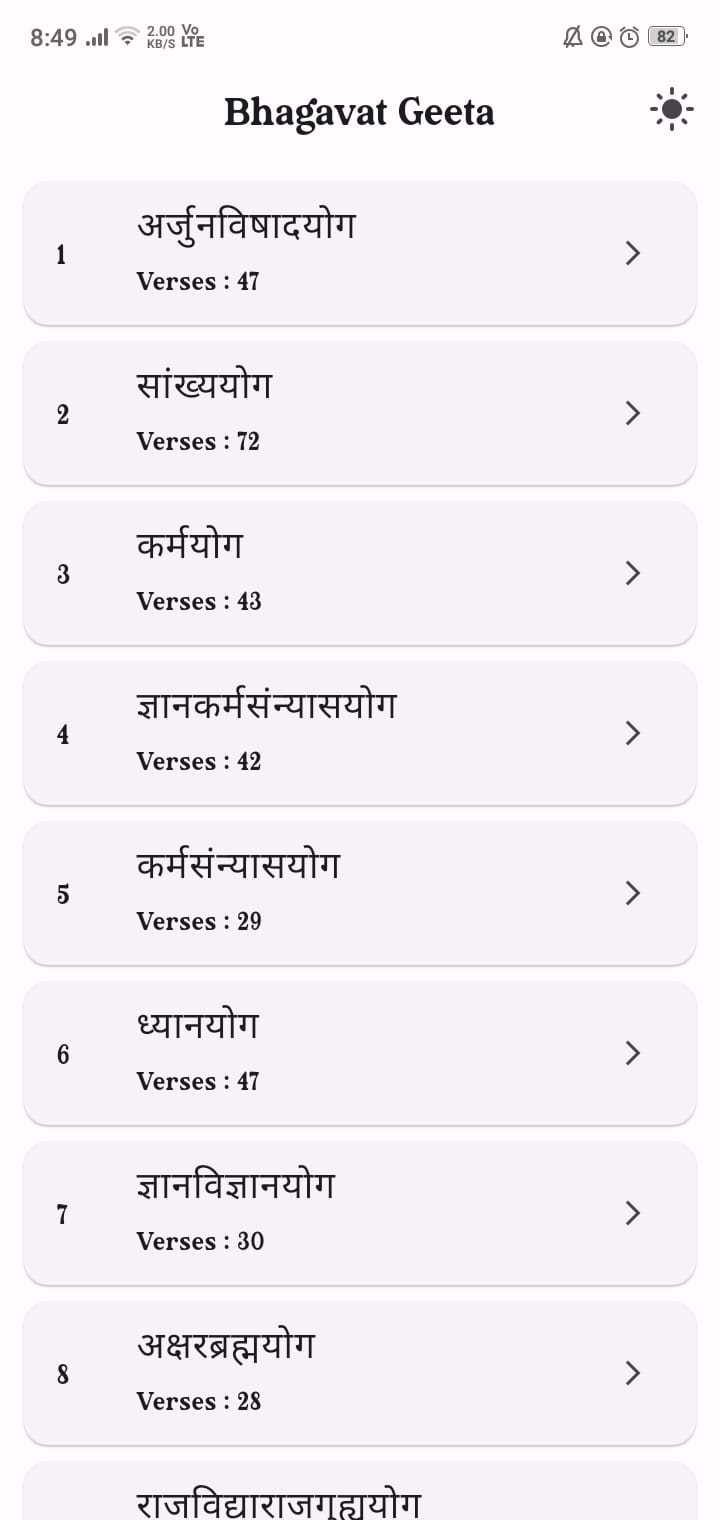 8:49 2.00 KB/S Vo LTE 82
Bhagavat Geeta
1
अर्जुनविषादयोग
Verses : 47
2
सांख्ययोग
Verses : 72
3
कर्मयोग
Verses : 43
4
ज्ञानकर्मसंन्यासयोग
Verses : 42
5
कर्मसंन्यासयोग
Verses : 29
6
ध्यानयोग
Verses : 47
7
ज्ञानविज्ञानयोग
Verses : 30
8
अक्षरब्रह्मयोग
Verses : 28
राजविद्याराजगुह्ययोग